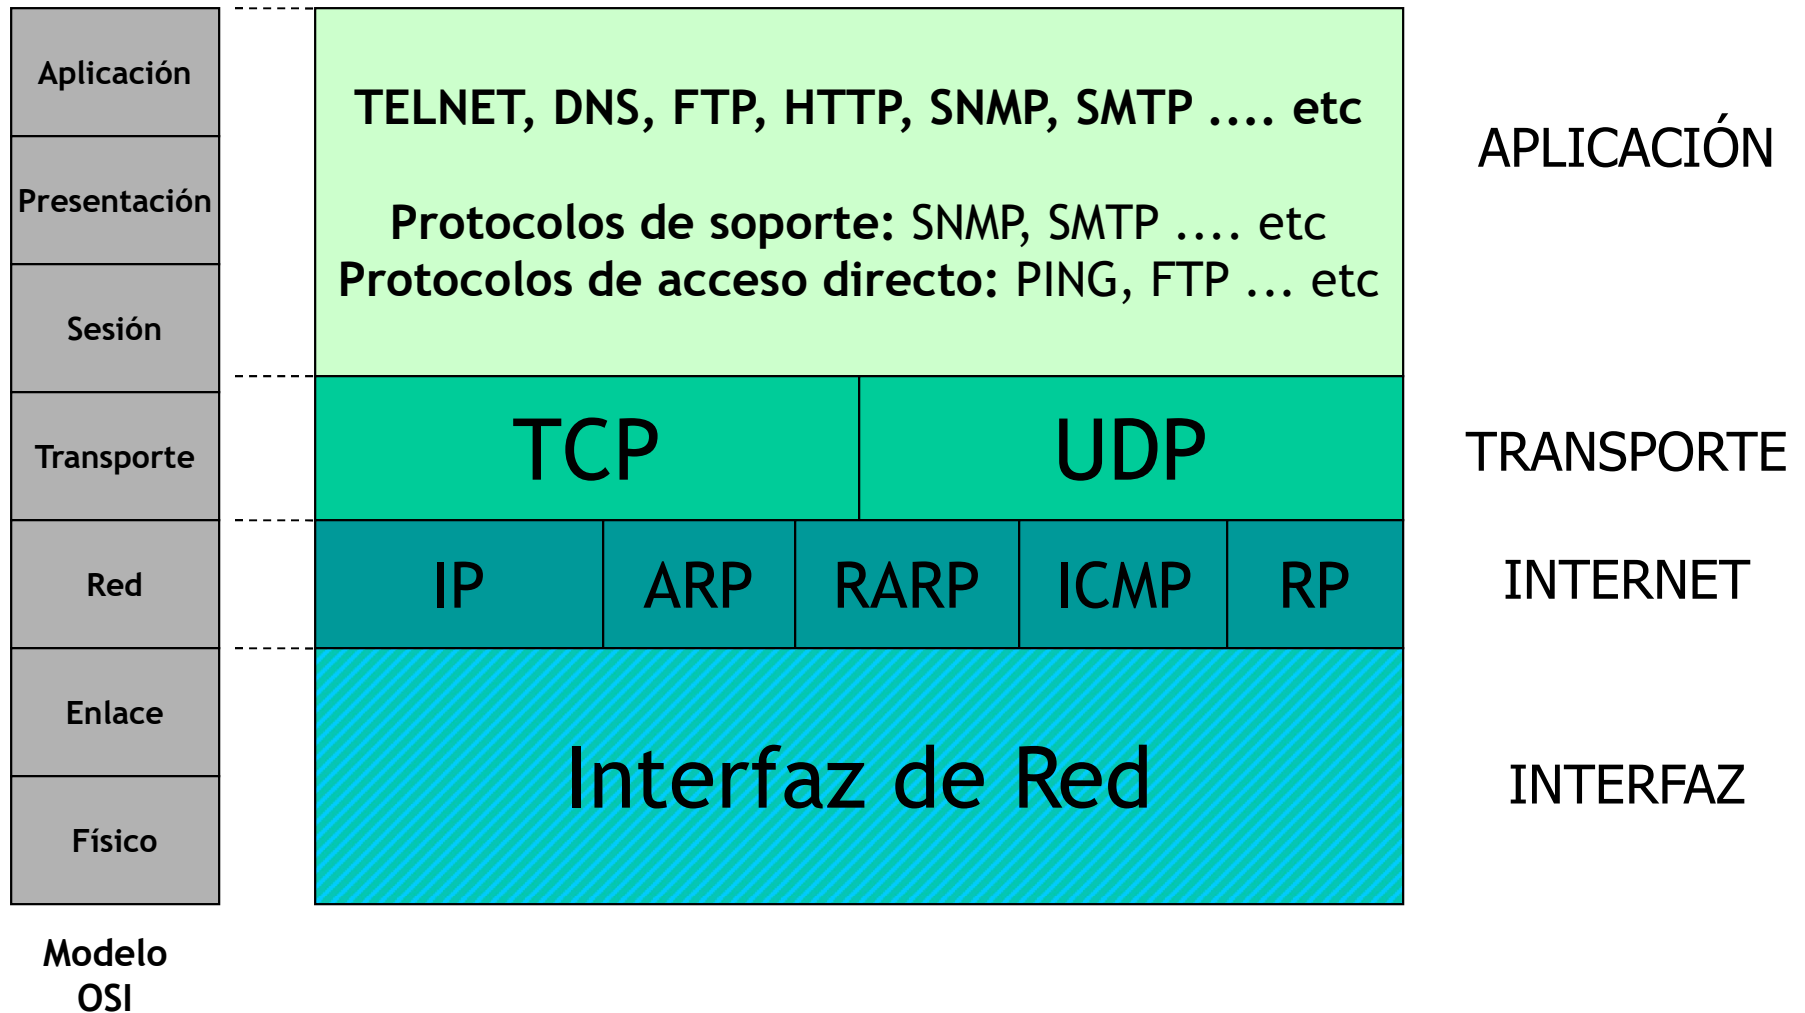 Aplicación
Presentación
Sesión
Transporte
Red
Enlace
Físico
Modelo
OSI
TELNET, DNS, FTP, HTTP, SNMP, SMTP .... etc
Protocolos de soporte: SNMP, SMTP .... etc
Protocolos de acceso directo: PING, FTP ... etc
TCP
UDP
IP
ARP
RARP
ICMP
RP
Interfaz de Red
APLICACIÓN
TRANSPORTE
INTERNET
INTERFAZ